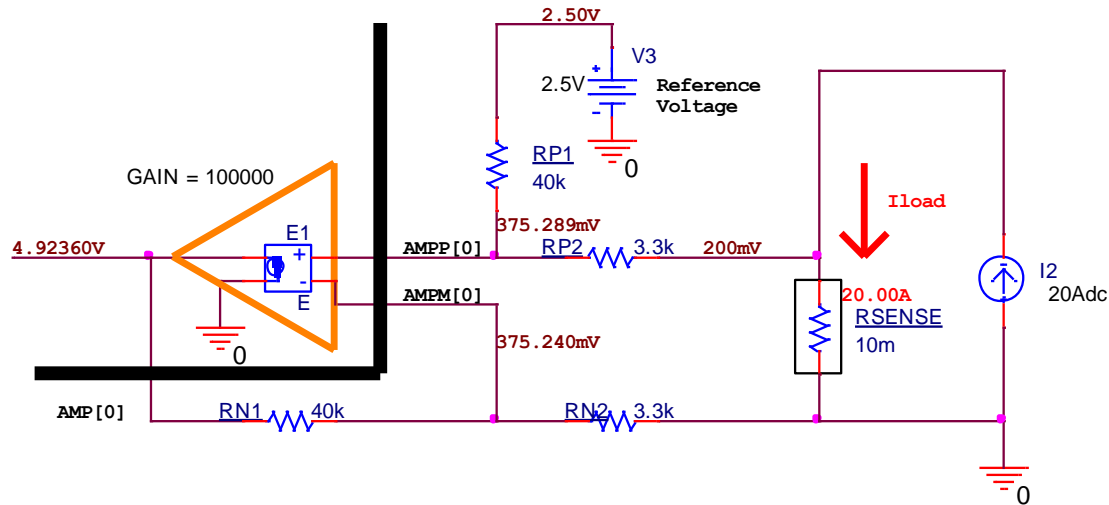 2.50V
V3
2.5V
Reference
Voltage
0
RP1
40k
GAIN = 100000
Iload
375.289mV
4.92360V
E1
AMPP[0]
RP2
3.3k
200mV
+
-
E
AMPM[0]
I2
20Adc
20.00A
RSENSE
10m
0
375.240mV
AMP[0]
RN1
40k
RN2
3.3k
0